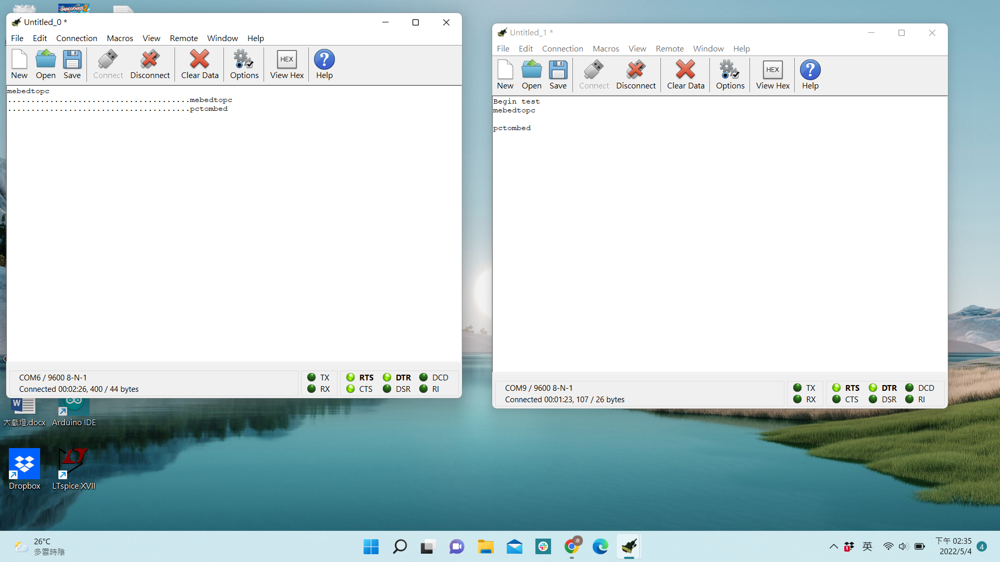 OVERCOOKED! 2
Untitled_0 *
File Edit Connection Macros View Remote Window Help
HEX
New Open Save Connect Disconnect Clear Data Options View Hex Help
mebedtopc
.......................................mebedtopc
.......................................pctombed
COM6 / 9600 8-N-1
Connected 00:02:26, 400 / 44 bytes
TX RTS DTR DCD
RX CTS DSR RI
Untitled_1 *
File Edit Connection Macros View Remote Window Help
HEX
New Open Save Connect Disconnect Clear Data Options View Hex Help
Begin test
mebedtopc
pctombed
COM9 / 9600 8-N-1
Connected 00:01:23, 107 / 26 bytes
TX RTS DTR DCD
RX CTS DSR RI
W
大戲燈.docx
Arduino IDE
Dropbox
LTspice XVII
26°C
多雲時陰
1
英
下午 02:35
2022/5/4
4